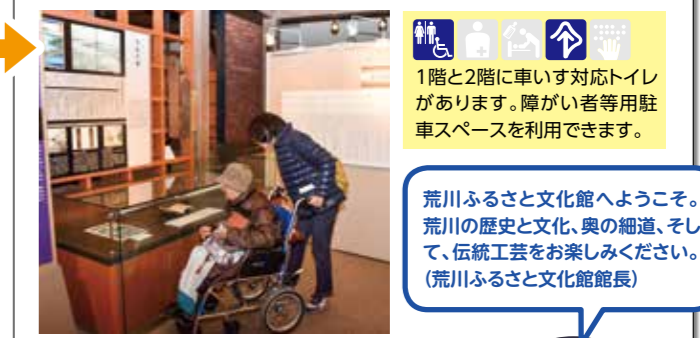 1階と2階に車いす対応トイレ
があります。障がい者等用駐
車スペースを利用できます。
荒川ふるさと文化館へようこそ。
荒川の歴史と文化、奥の細道、そし
て、伝統工芸をお楽しみください。
(荒川ふるさと文化館館長)